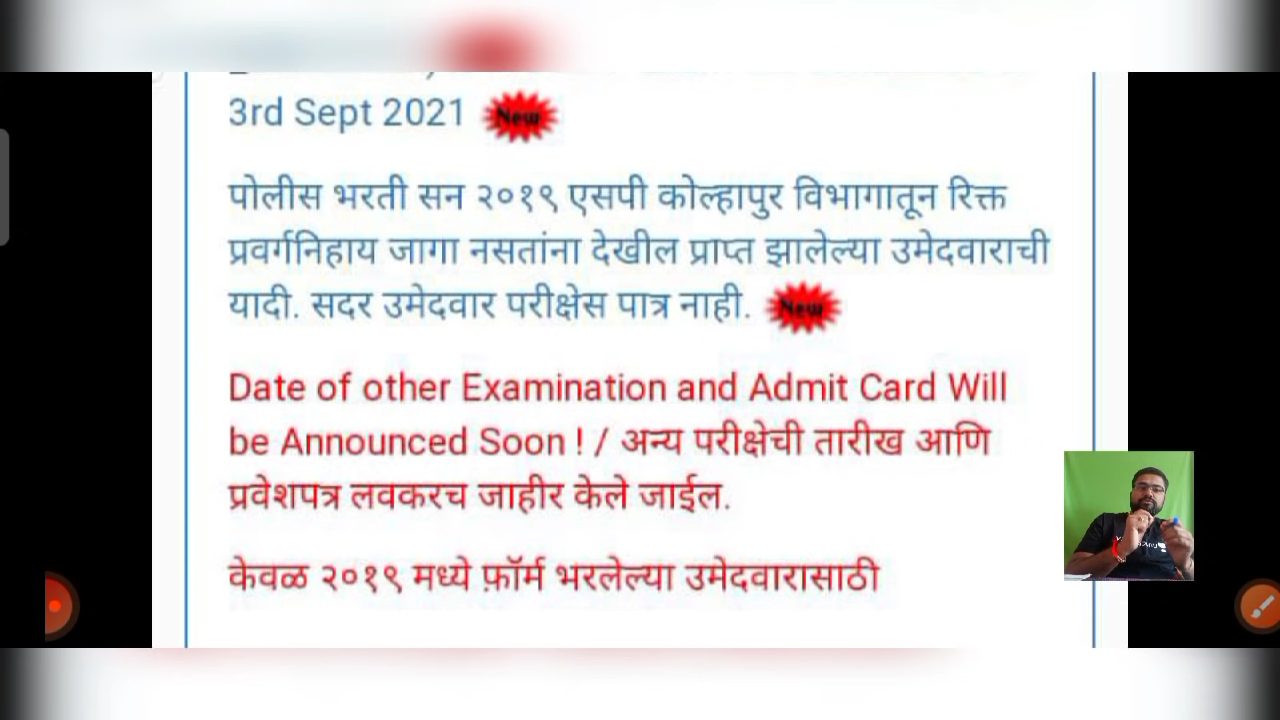 3rd Sept 2021 New
पोलीस भरती सन २०१९ एसपी कोल्हापुर विभागातून रिक्त
प्रवर्गनिहाय जागा नसतांना देखील प्राप्त झालेल्या उमेदवाराची
यादी. सदर उमेदवार परीक्षेस पात्र नाही. New
Date of other Examination and Admit Card Will
be Announced Soon ! / अन्य परीक्षेची तारीख आणि
प्रवेशपत्र लवकरच जाहीर केले जाईल.
केवळ २०१९ मध्ये फ़ॉर्म भरलेल्या उमेदवारासाठी